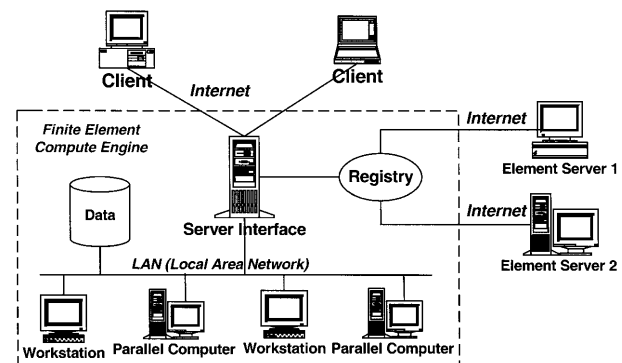 Client
Client
Internet
Finite Element
Compute Engine
Internet
Element Server 1
Registry
Data
Internet
Server Interface
Element Server 2
LAN (Local Area Network)
Workstation
Parallel Computer
Workstation
Parallel Computer